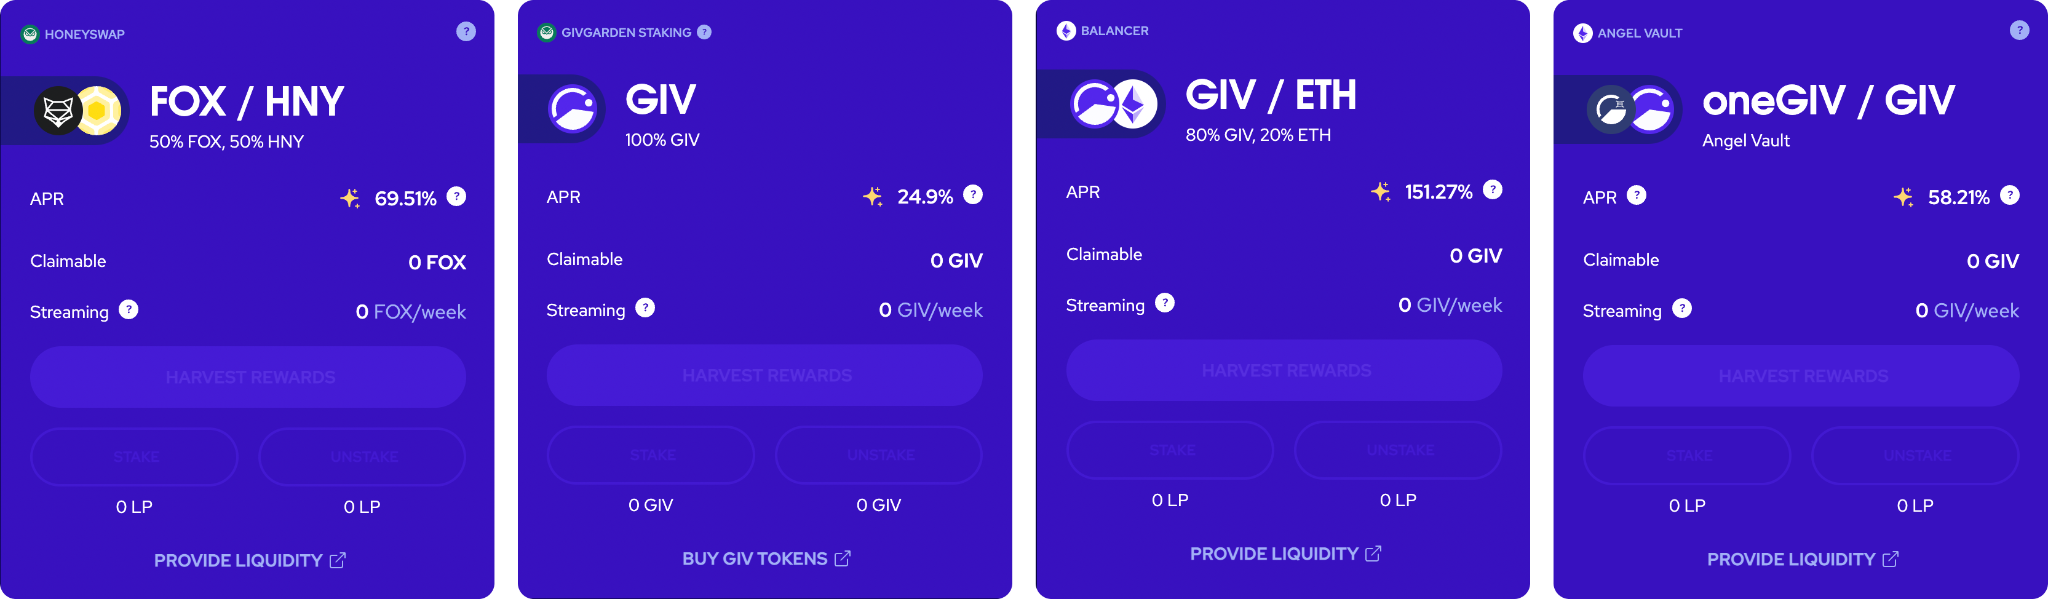 HONEYSWAP ?
FOX / HNY
50% FOX, 50% HNY
APR 69.51% ?
Claimable 0 FOX
Streaming ? 0 FOX/week
HARVEST REWARDS
STAKE UNSTAKE
0 LP 0 LP
PROVIDE LIQUIDITY
GIVGARDEN STAKING ?
GIV
100% GIV
APR 24.9% ?
Claimable 0 GIV
Streaming ? 0 GIV/week
HARVEST REWARDS
STAKE UNSTAKE
0 GIV 0 GIV
BUY GIV TOKENS
BALANCER
GIV / ETH
80% GIV, 20% ETH
APR 151.27% ?
Claimable 0 GIV
Streaming ? 0 GIV/week
HARVEST REWARDS
STAKE UNSTAKE
0 LP 0 LP
PROVIDE LIQUIDITY
ANGEL VAULT ?
oneGIV / GIV
Angel Vault
APR ? 58.21% ?
Claimable 0 GIV
Streaming ? 0 GIV/week
HARVEST REWARDS
STAKE UNSTAKE
0 LP 0 LP
PROVIDE LIQUIDITY